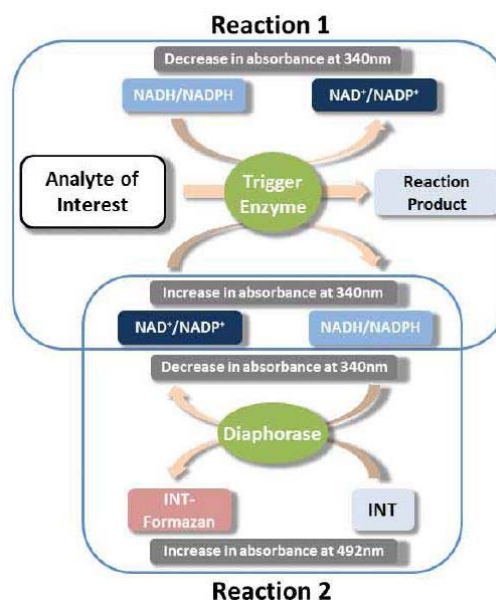 Reaction 1
Decrease in absorbance at 340nm
NADH/NADPH
NAD⁺/NADP⁺
Analyte of
Interest
Trigger
Enzyme
Reaction
Product
Increase in absorbance at 340nm
NAD⁺/NADP⁺
NADH/NADPH
Decrease in absorbance at 340nm
Diaphorase
INT-
Formazan
INT
Increase in absorbance at 492nm
Reaction 2